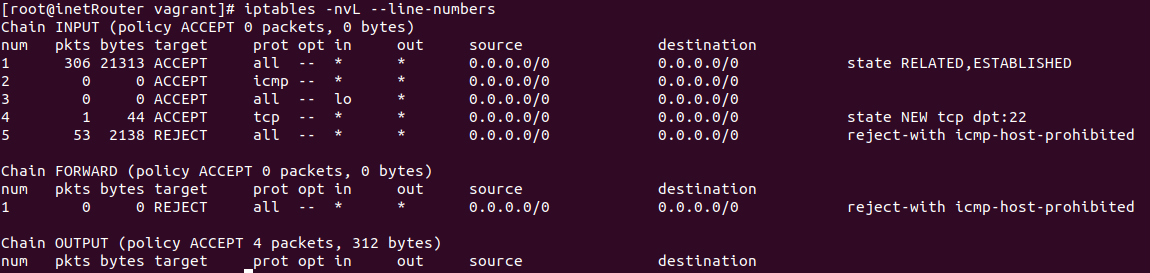 [root@inetRouter vagrant]# iptables -nvL --line-numbers
Chain INPUT (policy ACCEPT 0 packets, 0 bytes)
num   pkts bytes target     prot opt in     out     source               destination
1      306 21313 ACCEPT     all  --  *      *       0.0.0.0/0            0.0.0.0/0            state RELATED,ESTABLISHED
2        0     0 ACCEPT     icmp --  *      *       0.0.0.0/0            0.0.0.0/0
3        0     0 ACCEPT     all  --  lo     *       0.0.0.0/0            0.0.0.0/0
4        1    44 ACCEPT     tcp  --  *      *       0.0.0.0/0            0.0.0.0/0            state NEW tcp dpt:22
5       53  2138 REJECT     all  --  *      *       0.0.0.0/0            0.0.0.0/0            reject-with icmp-host-prohibited
Chain FORWARD (policy ACCEPT 0 packets, 0 bytes)
num   pkts bytes target     prot opt in     out     source               destination
1        0     0 REJECT     all  --  *      *       0.0.0.0/0            0.0.0.0/0            reject-with icmp-host-prohibited
Chain OUTPUT (policy ACCEPT 4 packets, 312 bytes)
num   pkts bytes target     prot opt in     out     source               destination